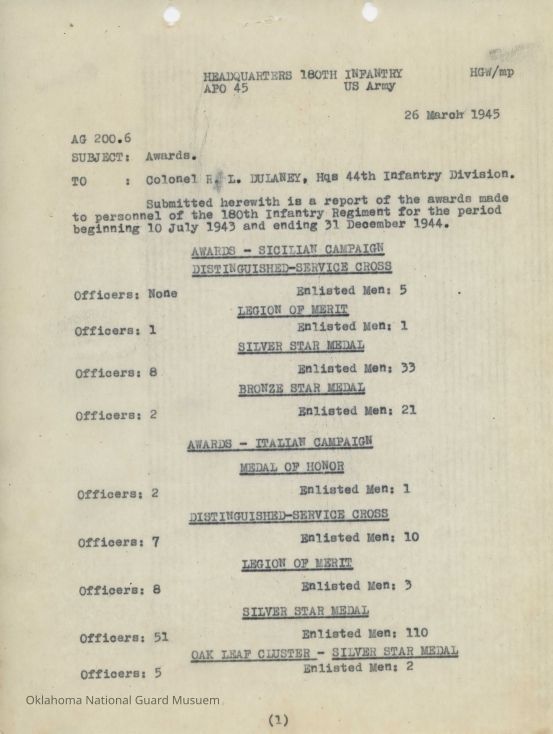 HEADQUARTERS 180TH INFANTRY HGW/mp
APO 45 US Army
26 March 1945
AG 200.6
SUBJECT: Awards.
TO : Colonel R. L. DULANEY, Hqs 44th Infantry Division.
Submitted herewith is a report of the awards made
to personnel of the 180th Infantry Regiment for the period
beginning 10 July 1943 and ending 31 December 1944.
AWARDS - SICILIAN CAMPAIGN
DISTINGUISHED-SERVICE CROSS
Officers: None Enlisted Men: 5
LEGION OF MERIT
Officers: 1 Enlisted Men: 1
SILVER STAR MEDAL
Officers: 8 Enlisted Men: 33
BRONZE STAR MEDAL
Officers: 2 Enlisted Men: 21
AWARDS - ITALIAN CAMPAIGN
MEDAL OF HONOR
Officers: 2 Enlisted Men: 1
DISTINGUISHED-SERVICE CROSS
Officers: 7 Enlisted Men: 10
LEGION OF MERIT
Officers: 8 Enlisted Men: 3
SILVER STAR MEDAL
Officers: 51 Enlisted Men: 110
OAK LEAF CLUSTER - SILVER STAR MEDAL
Officers: 5 Enlisted Men: 2
Oklahoma National Guard Musuem
(1)